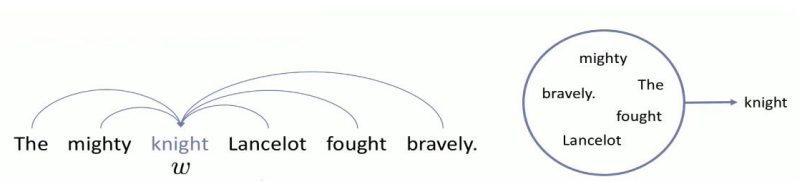 The mighty knight Lancelot fought bravely.
w
mighty
bravely. The
fought
Lancelot
knight